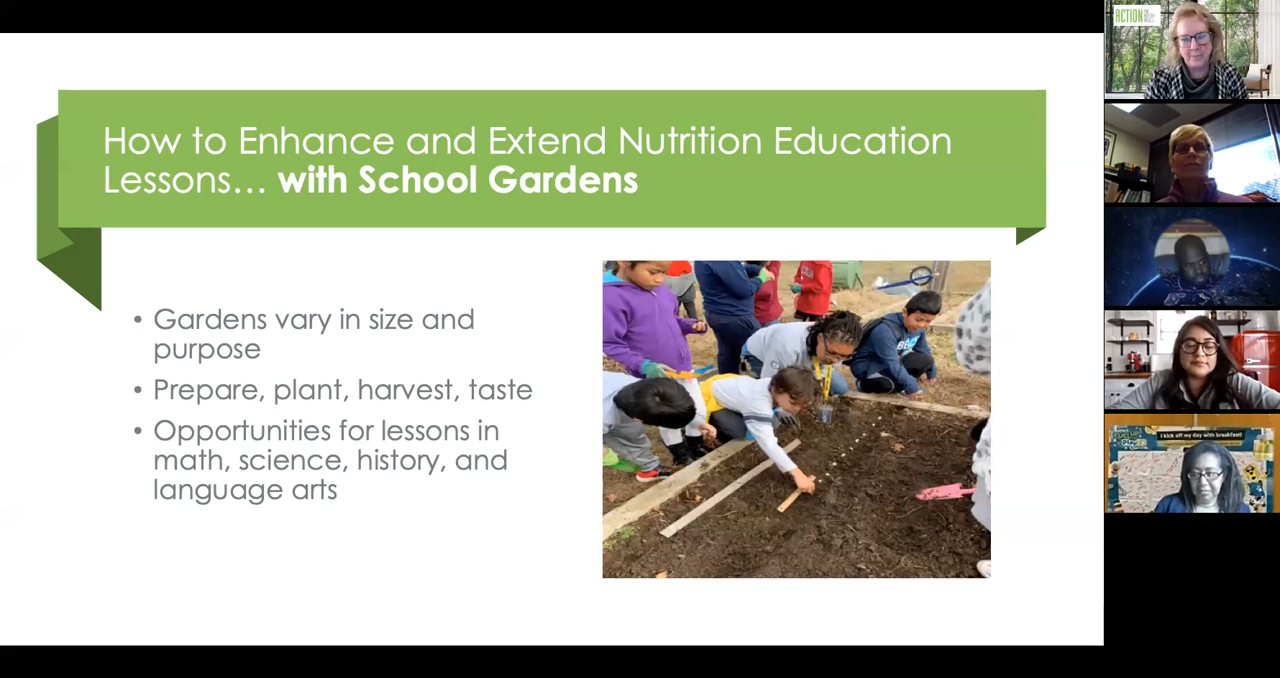 How to Enhance and Extend Nutrition Education
Lessons… with School Gardens
• Gardens vary in size and
purpose
• Prepare, plant, harvest, taste
• Opportunities for lessons in
math, science, history, and
language arts
ACTION
I kick off my day with breakfast!